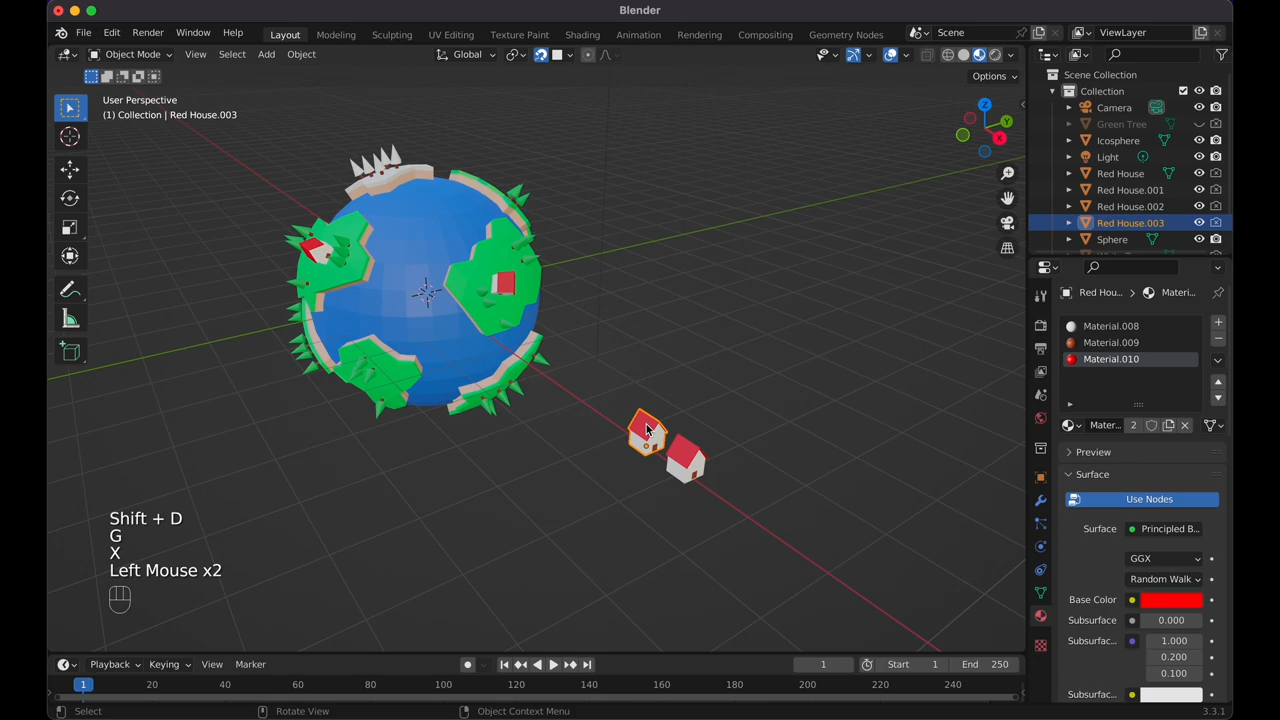 Blender
File Edit Render Window Help Layout Modeling Sculpting UV Editing Texture Paint Shading Animation Rendering Compositing Geometry Nodes Scene ViewLayer
Object Mode View Select Add Object Global
Options
User Perspective
(1) Collection | Red House.003
Z
Y
X
Scene Collection
Collection
Camera
Green Tree
Icosphere
Light
Red House
Red House.001
Red House.002
Red House.003
Sphere
Red Hou... > Materi...
Material.008
Material.009
Material.010
Mater... 2
Preview
Surface
Use Nodes
Surface Principled B...
GGX
Random Walk
Base Color
Subsurface 0.000
Subsurfac... 1.000
0.200
0.100
Subsurfac...
Shift + D
G
X
Left Mouse x2
Playback Keying View Marker 1 Start 1 End 250
1 20 40 60 80 100 120 140 160 180 200 220 240
Select Rotate View Object Context Menu 3.3.1